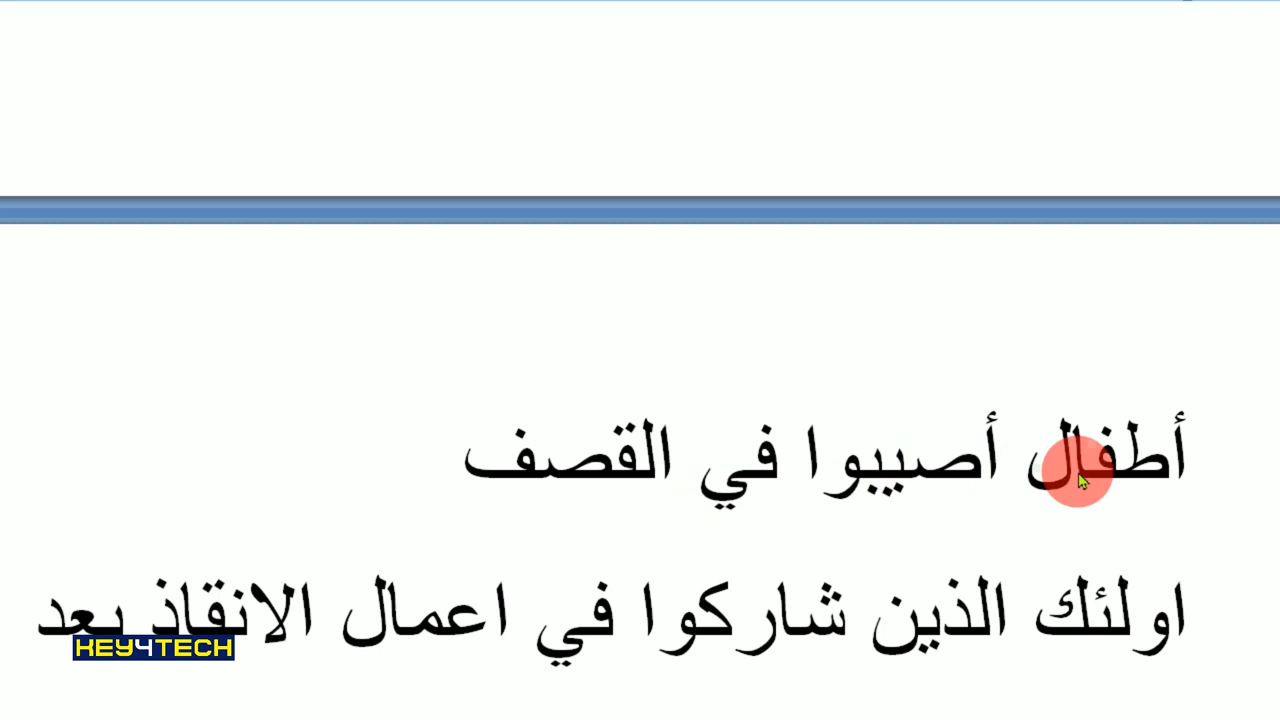 أطفال أصيبوا في القصف
اولئك الذين شاركوا في اعمال الانقاذ بعد
KEY4TECH